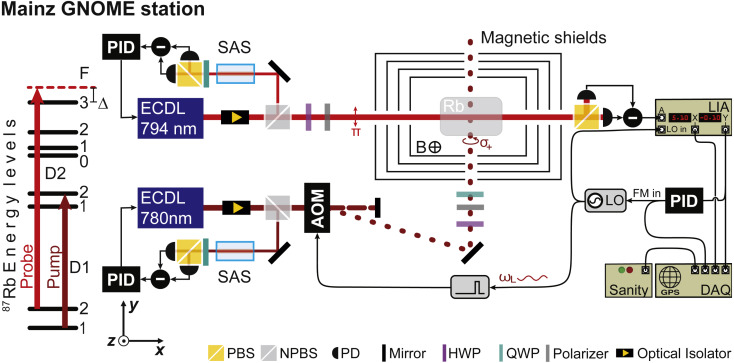 Mainz GNOME station
PID
SAS
Magnetic shields
F
3
Δ
2
1
0
D2
2
1
D1
2
1
⁸⁷Rb Energy levels
Probe
Pump
ECDL
794 nm
π
Rb
B
σ₊
LIA
A
X
Y
LO in
ECDL
780nm
AOM
LO
FM in
PID
PID
SAS
ω_L
Sanity
GPS
DAQ
y
z
x
PBS
NPBS
PD
Mirror
HWP
QWP
Polarizer
Optical Isolator